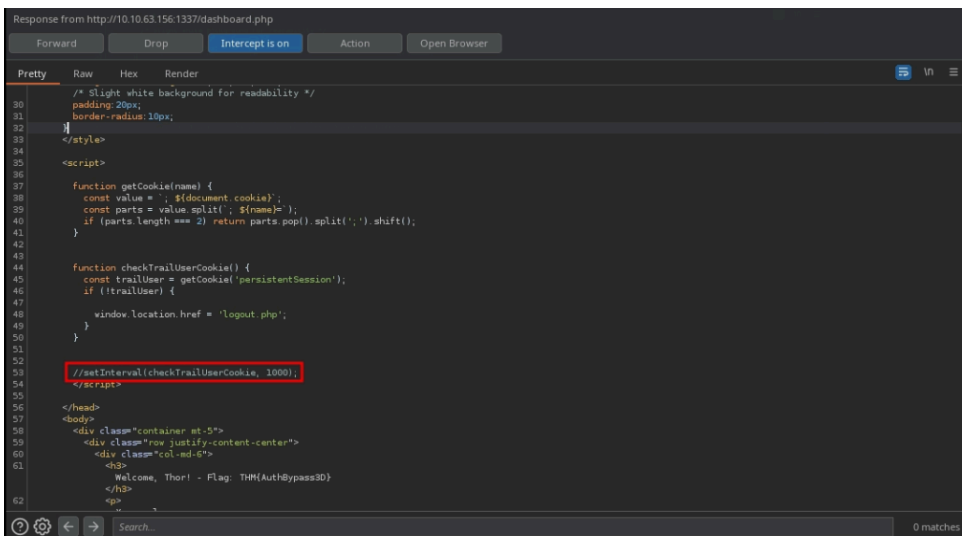 Response from http://10.10.63.156:1337/dashboard.php
Forward Drop Intercept is on Action Open Browser
Pretty Raw Hex Render \n
/* Slight white background for readability */
30 padding:20px;
31 border-radius:10px;
32 }
33 </style>
34
35 <script>
36
37 function getCookie(name) {
38 const value = `; ${document.cookie}`;
39 const parts = value.split(`; ${name}=`);
40 if (parts.length === 2) return parts.pop().split(';').shift();
41 }
42
43
44 function checkTrailUserCookie() {
45 const trailUser = getCookie('persistentSession');
46 if (!trailUser) {
47
48 window.location.href = 'logout.php';
49 }
50 }
51
52
53 //setInterval(checkTrailUserCookie, 1000);
54 </script>
55
56 </head>
57 <body>
58 <div class="container mt-5">
59 <div class="row justify-content-center">
60 <div class="col-md-6">
61 <h3>
Welcome, Thor! - Flag: THM{AuthBypass3D}
</h3>
62 <p>
Search... 0 matches